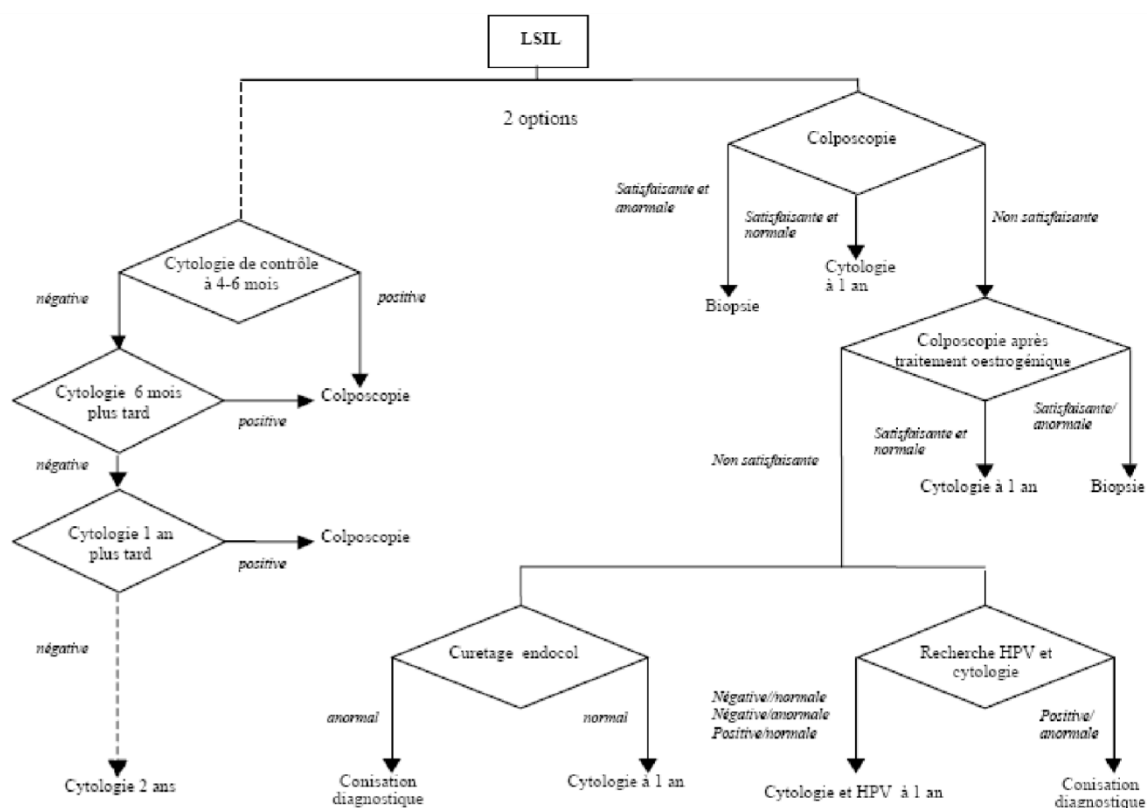 LSIL
2 options
Colposcopie
Satisfaisante et
anormale
Satisfaisante et
normale
Non satisfaisante
Cytologie de contrôle
à 4-6 mois
Cytologie
à 1 an
négative
positive
Biopsie
Colposcopie après
traitement oestrogénique
Cytologie 6 mois
plus tard
Colposcopie
positive
Satisfaisante/
anormale
Satisfaisante et
normale
négative
Non satisfaisante
Cytologie à 1 an
Biopsie
Cytologie 1 an
plus tard
Colposcopie
positive
négative
Curetage endocol
Recherche HPV et
cytologie
anormal
normal
Négative//normale
Négative/anormale
Positive/normale
Positive/
anormale
Cytologie 2 ans
Conisation
diagnostique
Cytologie à 1 an
Cytologie et HPV à 1 an
Conisation
diagnostique